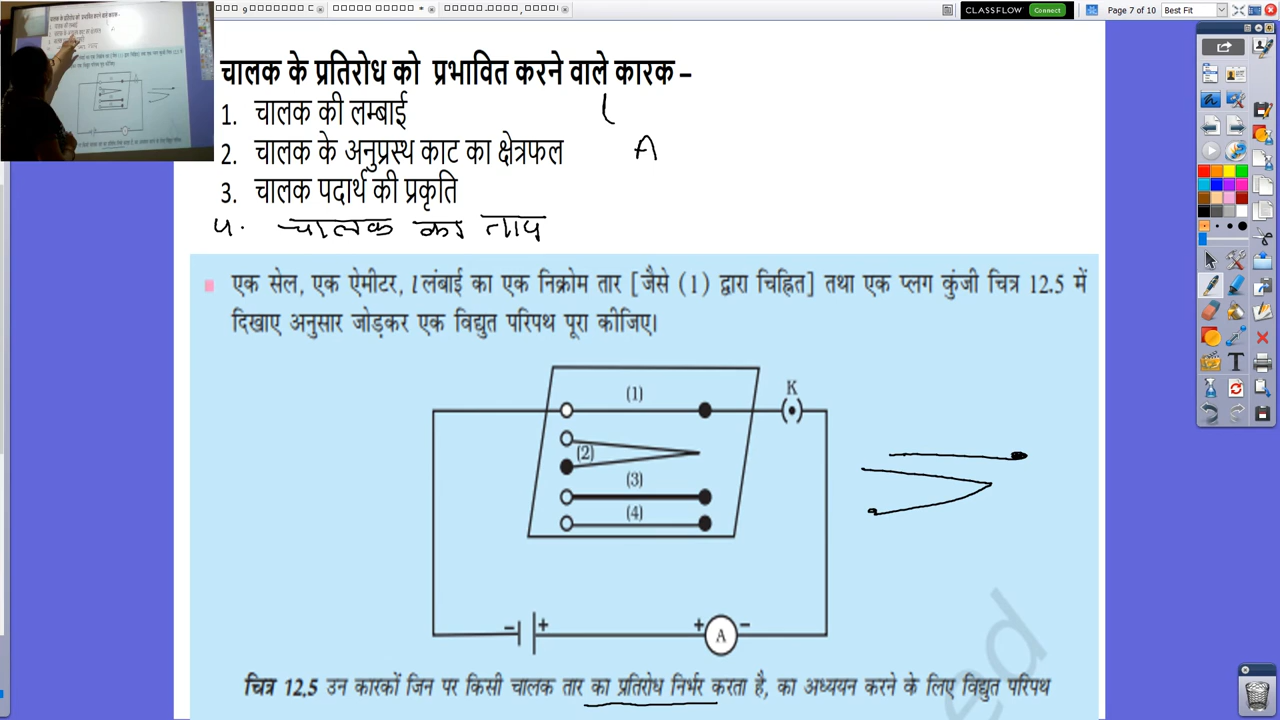 CLASSFLOW Connect Page 7 of 10 Best Fit
चालक के प्रतिरोध को प्रभावित करने वाले कारक –
1. चालक की लम्बाई l
2. चालक के अनुप्रस्थ काट का क्षेत्रफल A
3. चालक पदार्थ की प्रकृति
4. चालक का ताप
एक सेल, एक ऐमीटर, l लंबाई का एक निक्रोम तार [जैसे (1) द्वारा चिह्नित] तथा एक प्लग कुंजी चित्र 12.5 में
दिखाए अनुसार जोड़कर एक विद्युत परिपथ पूरा कीजिए।
(1)
K
(2)
(3)
(4)
– + + A –
चित्र 12.5 उन कारकों जिन पर किसी चालक तार का प्रतिरोध निर्भर करता है, का अध्ययन करने के लिए विद्युत परिपथ